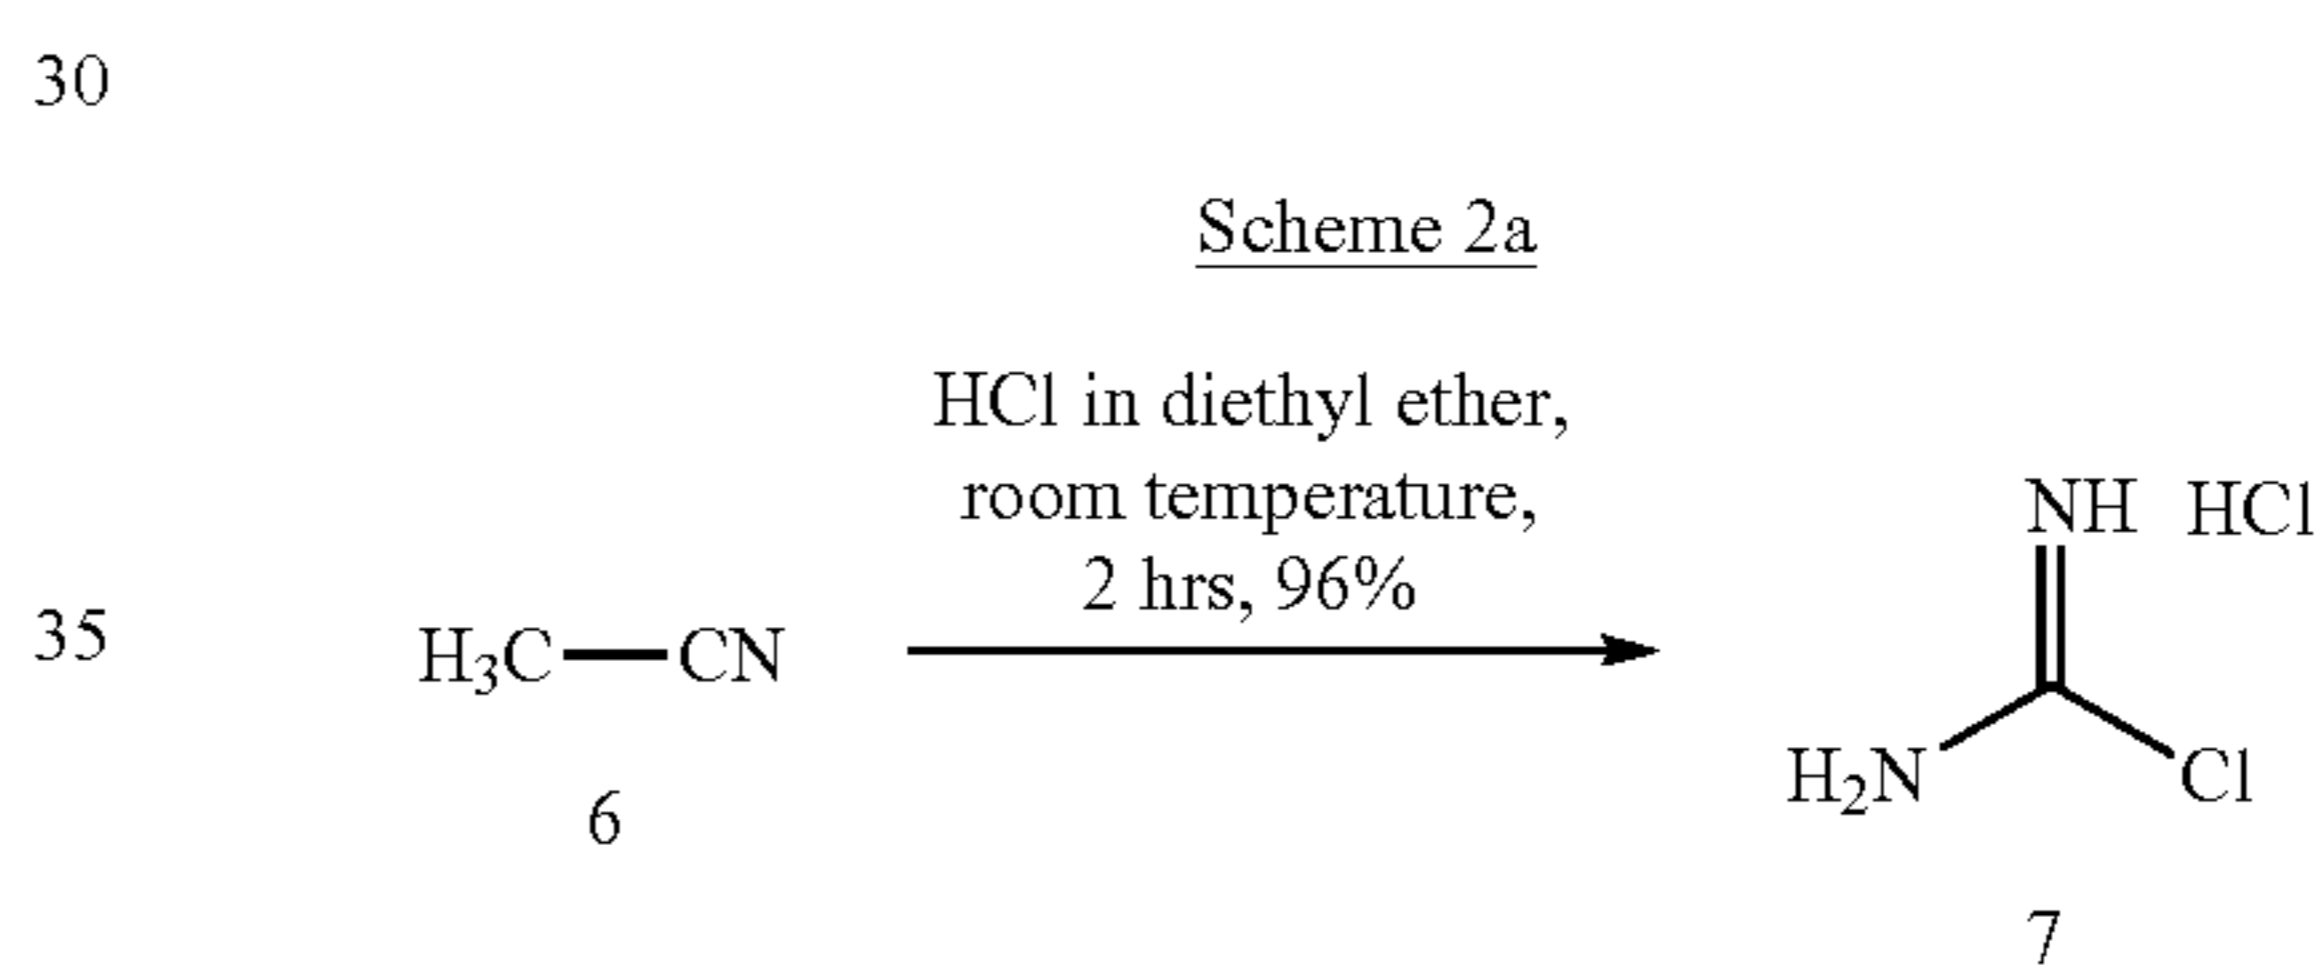 30
Scheme 2a
HCl in diethyl ether,
room temperature,
2 hrs, 96%
NH HCl
35
H₃C—CN
H₂N
Cl
6
7